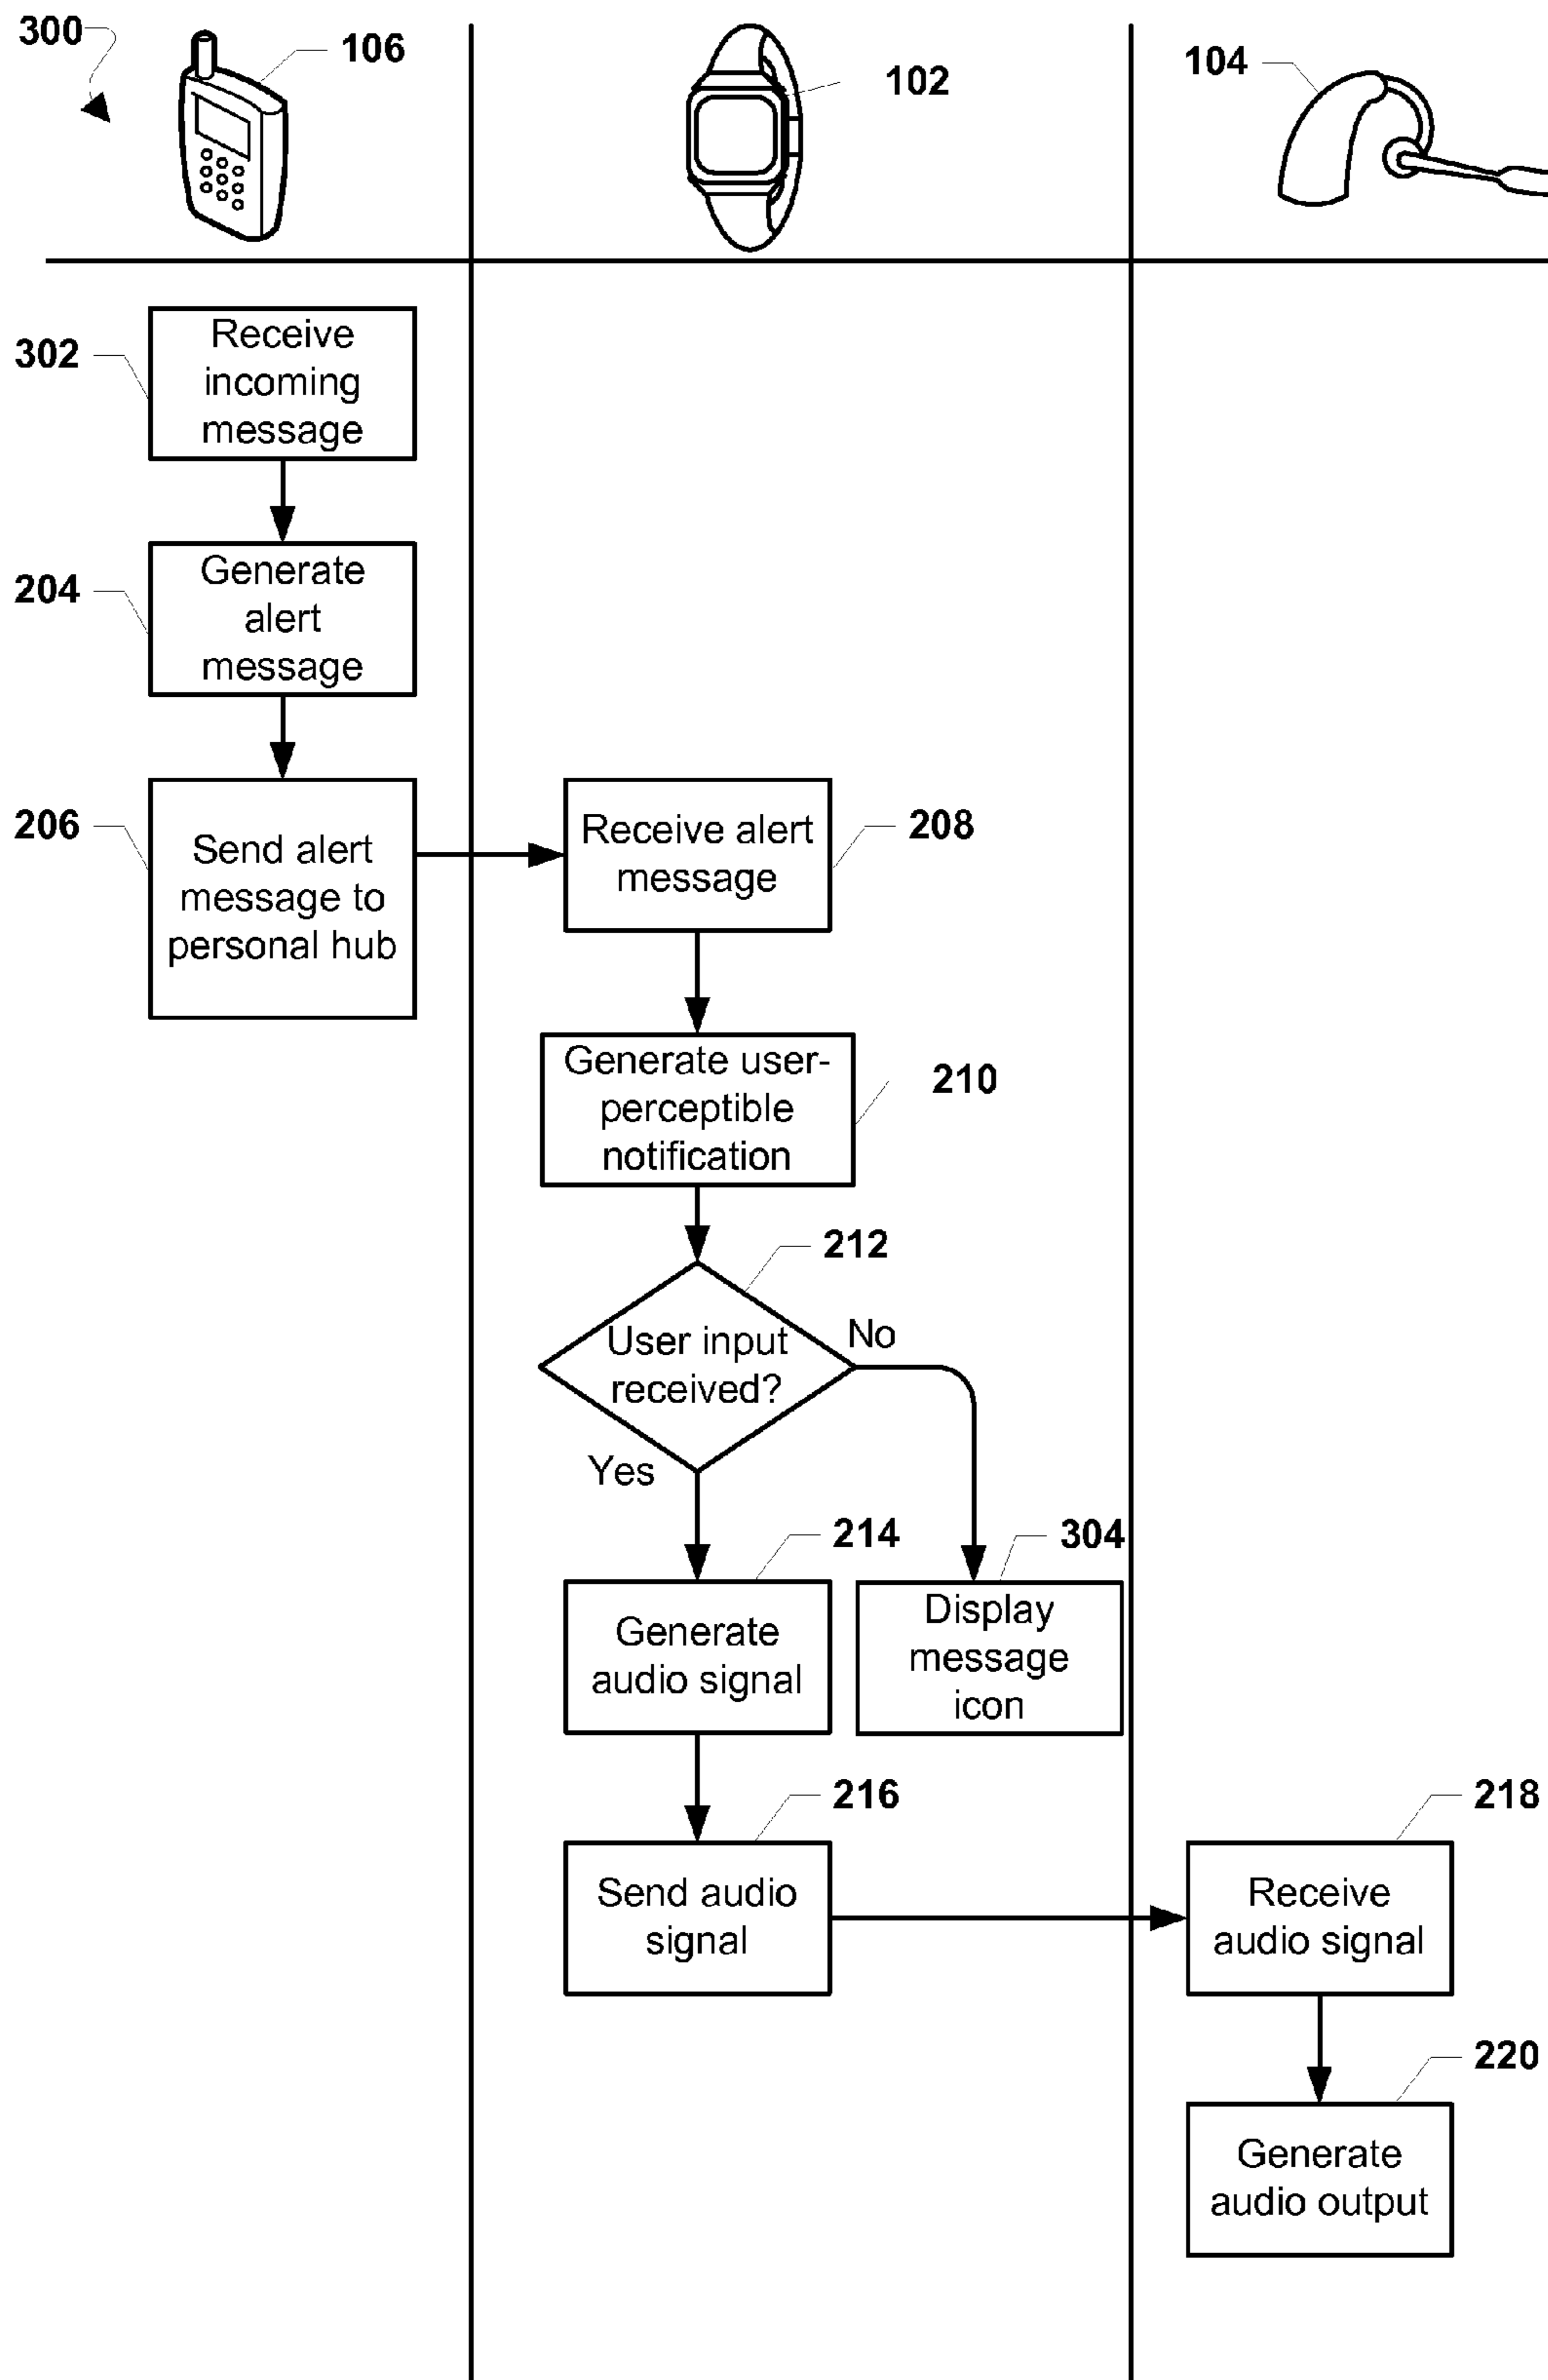 300
106
102
104
302
Receive
incoming
message
204
Generate
alert
message
206
Send alert
message to
personal hub
Receive alert
message
208
Generate user-
perceptible
notification
210
212
User input
received?
No
Yes
214
304
Generate
audio signal
Display
message
icon
216
218
Send audio
signal
Receive
audio signal
220
Generate
audio output